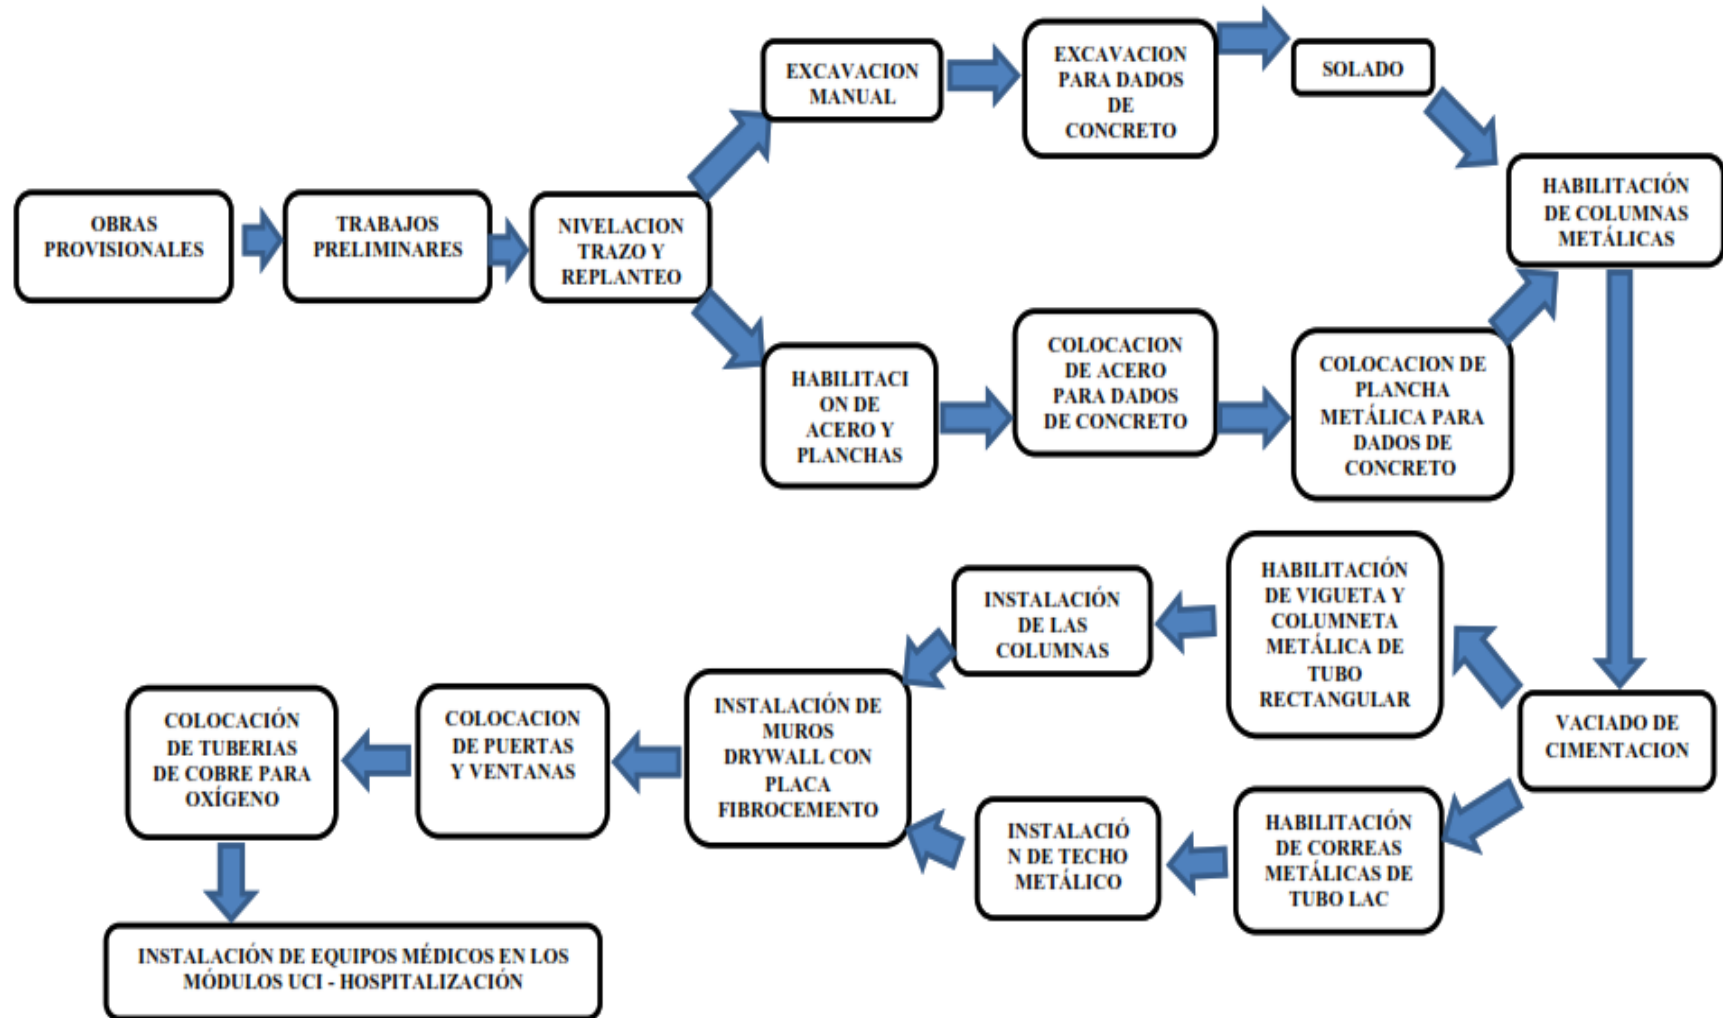 OBRAS
PROVISIONALES
TRABAJOS
PRELIMINARES
NIVELACION
TRAZO Y
REPLANTEO
EXCAVACION
MANUAL
EXCAVACION
PARA DADOS
DE
CONCRETO
SOLADO
HABILITACI
ON DE
ACERO Y
PLANCHAS
COLOCACION
DE ACERO
PARA DADOS
DE CONCRETO
COLOCACION DE
PLANCHA
METÁLICA PARA
DADOS DE
CONCRETO
HABILITACIÓN
DE COLUMNAS
METÁLICAS
VACIADO DE
CIMENTACION
HABILITACIÓN
DE VIGUETA Y
COLUMNETA
METÁLICA DE
TUBO
RECTANGULAR
INSTALACIÓN
DE LAS
COLUMNAS
HABILITACIÓN
DE CORREAS
METÁLICAS DE
TUBO LAC
INSTALACIÓ
N DE TECHO
METÁLICO
INSTALACIÓN DE
MUROS
DRYWALL CON
PLACA
FIBROCEMENTO
COLOCACION
DE PUERTAS
Y VENTANAS
COLOCACIÓN
DE TUBERIAS
DE COBRE PARA
OXÍGENO
INSTALACIÓN DE EQUIPOS MÉDICOS EN LOS
MÓDULOS UCI - HOSPITALIZACIÓN